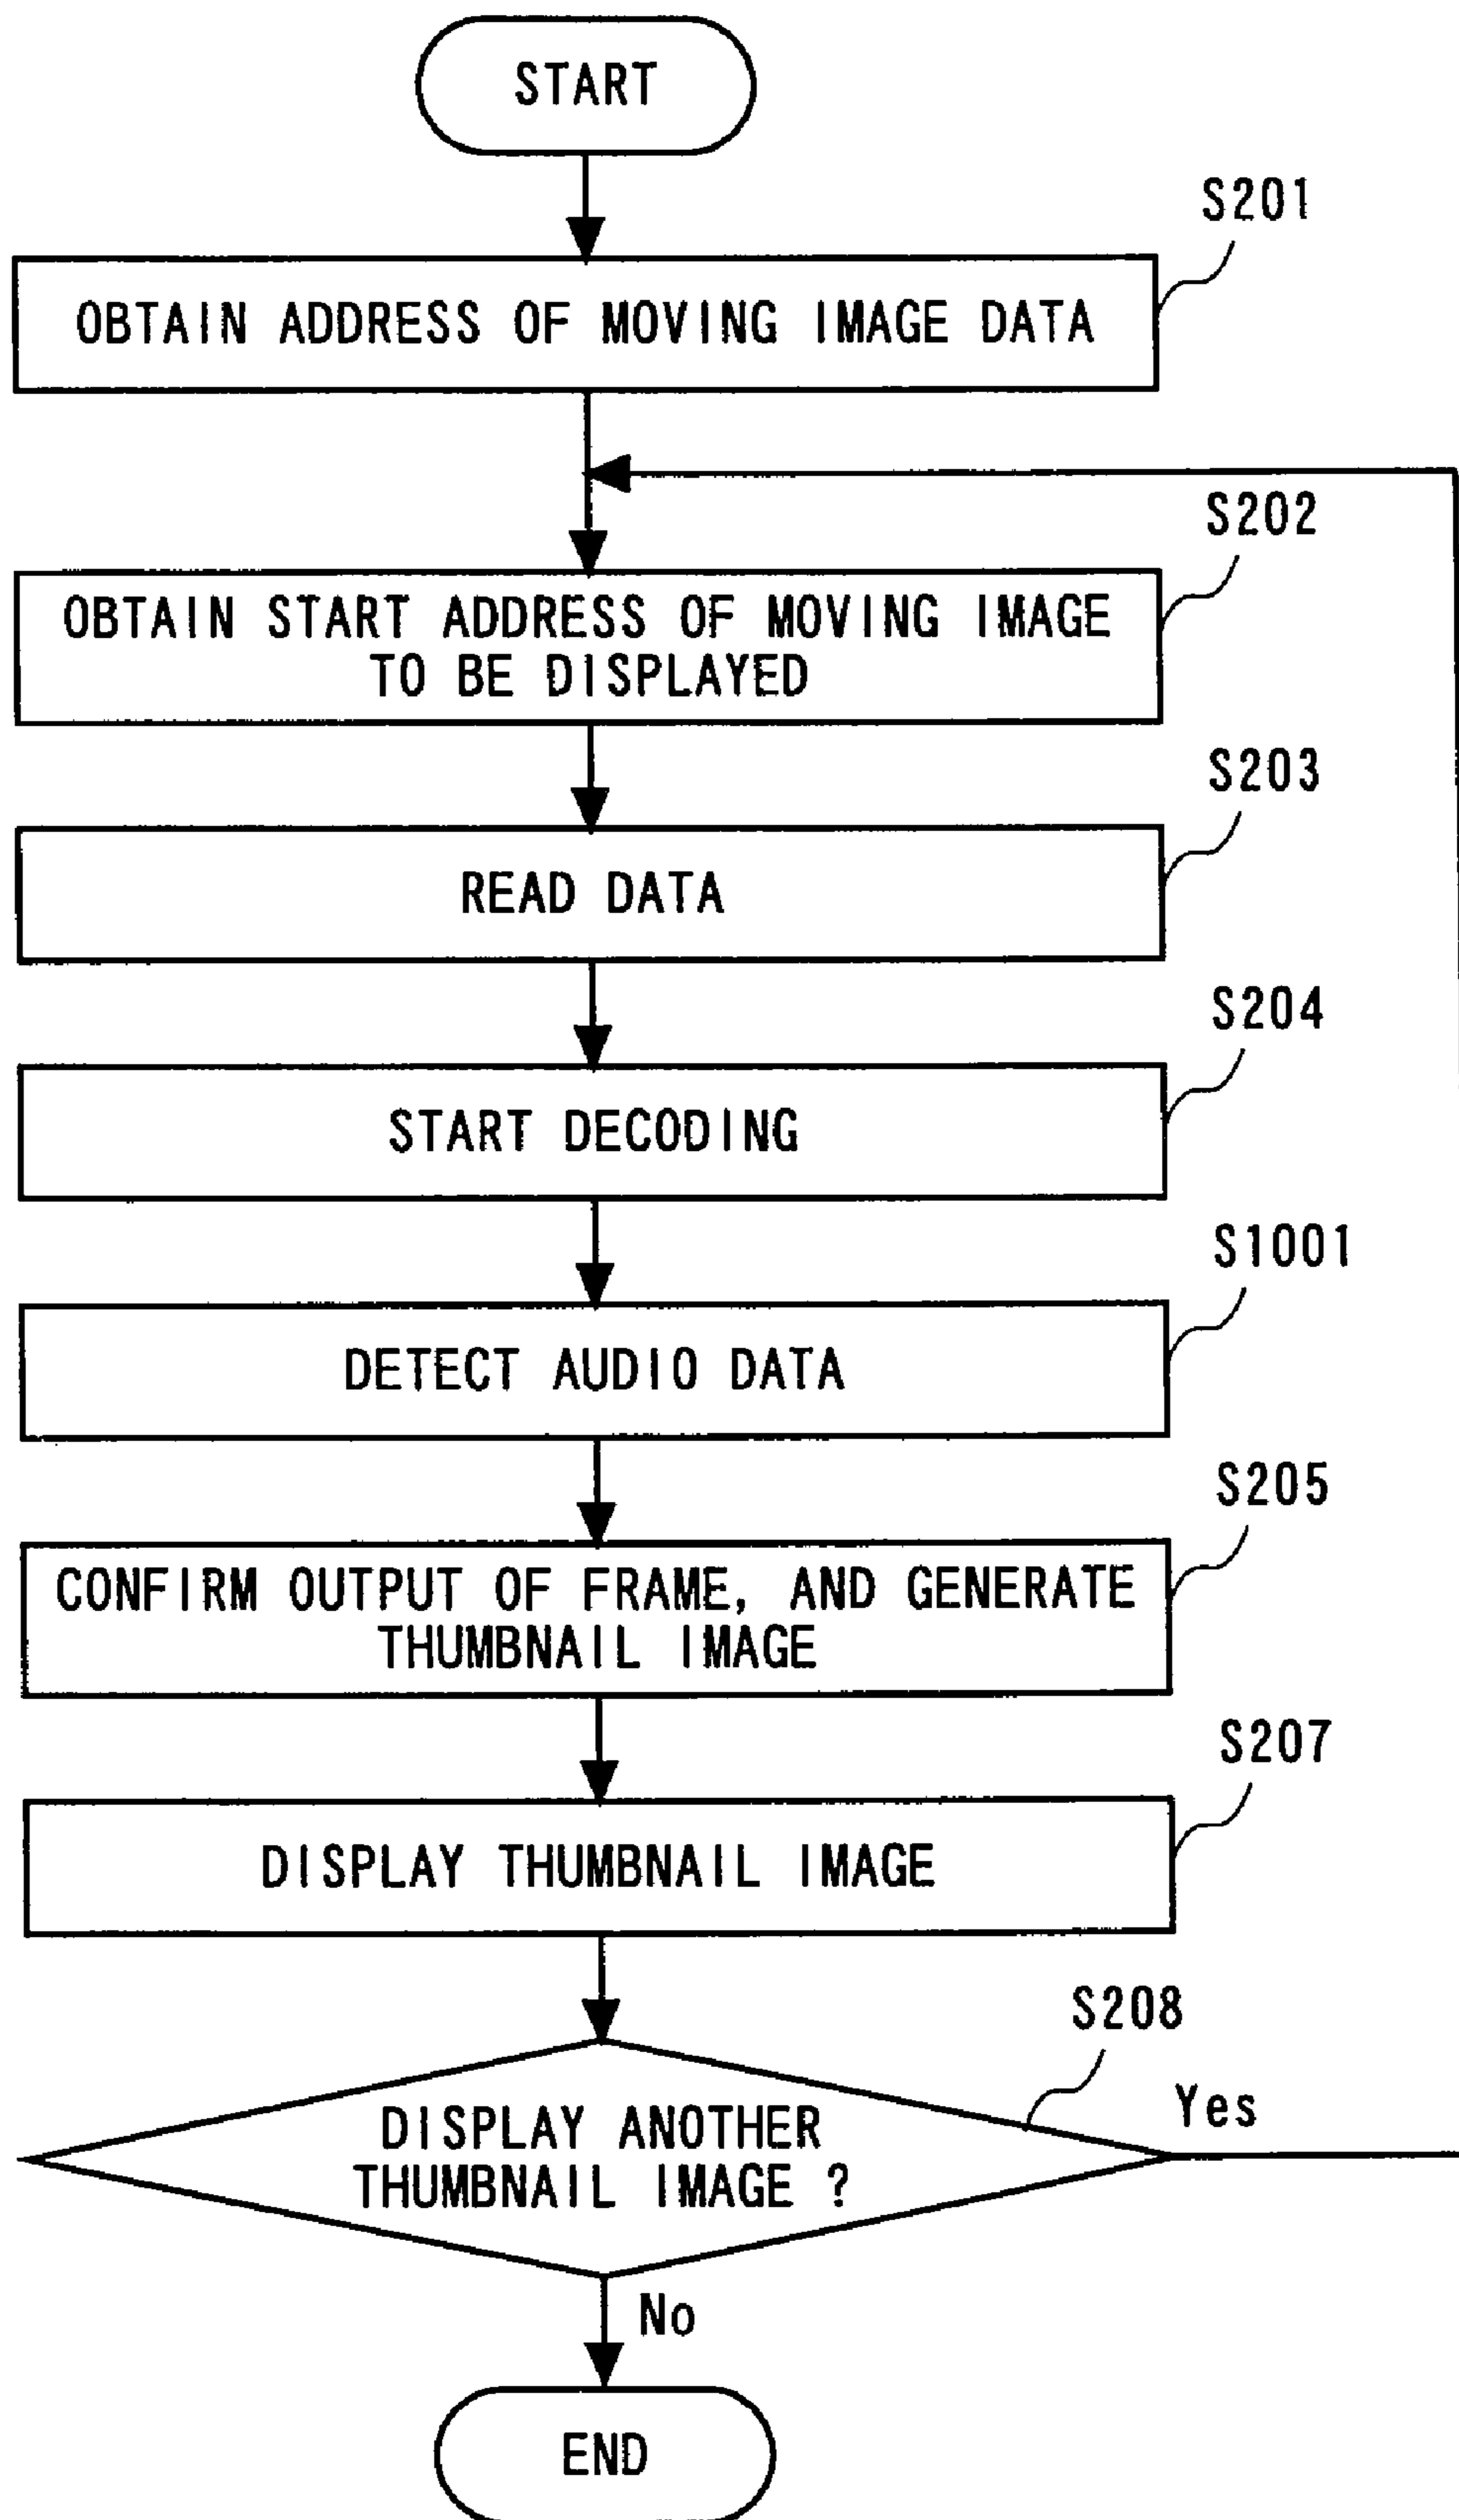 START
S201
OBTAIN ADDRESS OF MOVING IMAGE DATA
S202
OBTAIN START ADDRESS OF MOVING IMAGE
TO BE DISPLAYED
S203
READ DATA
S204
START DECODING
S1001
DETECT AUDIO DATA
S205
CONFIRM OUTPUT OF FRAME, AND GENERATE
THUMBNAIL IMAGE
S207
DISPLAY THUMBNAIL IMAGE
S208
Yes
DISPLAY ANOTHER
THUMBNAIL IMAGE ?
No
END